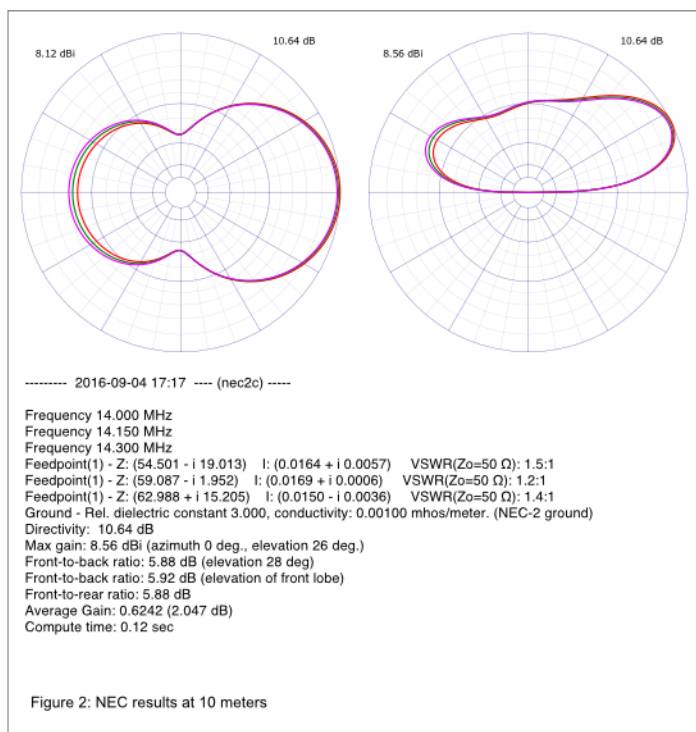 8.12 dBi
10.64 dB
8.56 dBi
10.64 dB
--------- 2016-09-04 17:17 ---- (nec2c) -----
Frequency 14.000 MHz
Frequency 14.150 MHz
Frequency 14.300 MHz
Feedpoint(1) - Z: (54.501 - i 19.013) I: (0.0164 + i 0.0057) VSWR(Zo=50 Ω): 1.5:1
Feedpoint(1) - Z: (59.087 - i 1.952) I: (0.0169 + i 0.0006) VSWR(Zo=50 Ω): 1.2:1
Feedpoint(1) - Z: (62.988 + i 15.205) I: (0.0150 - i 0.0036) VSWR(Zo=50 Ω): 1.4:1
Ground - Rel. dielectric constant 3.000, conductivity: 0.00100 mhos/meter. (NEC-2 ground)
Directivity: 10.64 dB
Max gain: 8.56 dBi (azimuth 0 deg., elevation 26 deg.)
Front-to-back ratio: 5.88 dB (elevation 28 deg)
Front-to-back ratio: 5.92 dB (elevation of front lobe)
Front-to-rear ratio: 5.88 dB
Average Gain: 0.6242 (2.047 dB)
Compute time: 0.12 sec
Figure 2: NEC results at 10 meters